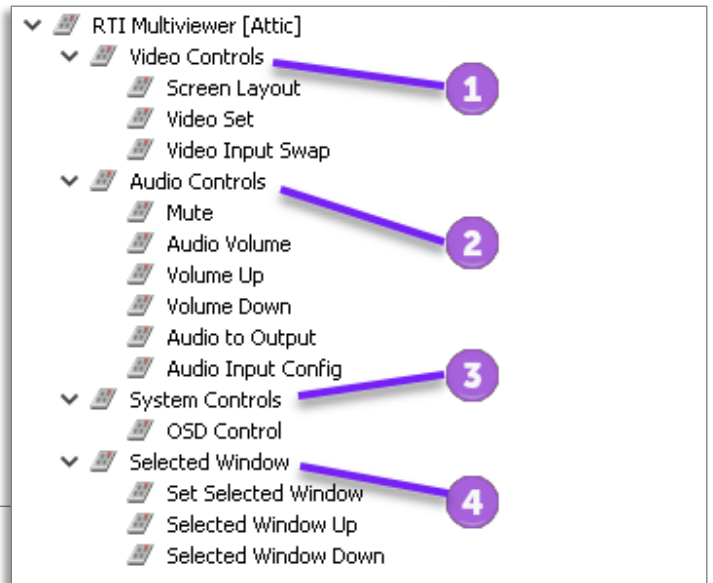 RTI Multiviewer [Attic]
Video Controls
1
Screen Layout
Video Set
Video Input Swap
Audio Controls
Mute
2
Audio Volume
Volume Up
Volume Down
Audio to Output
Audio Input Config
3
System Controls
OSD Control
Selected Window
Set Selected Window
4
Selected Window Up
Selected Window Down